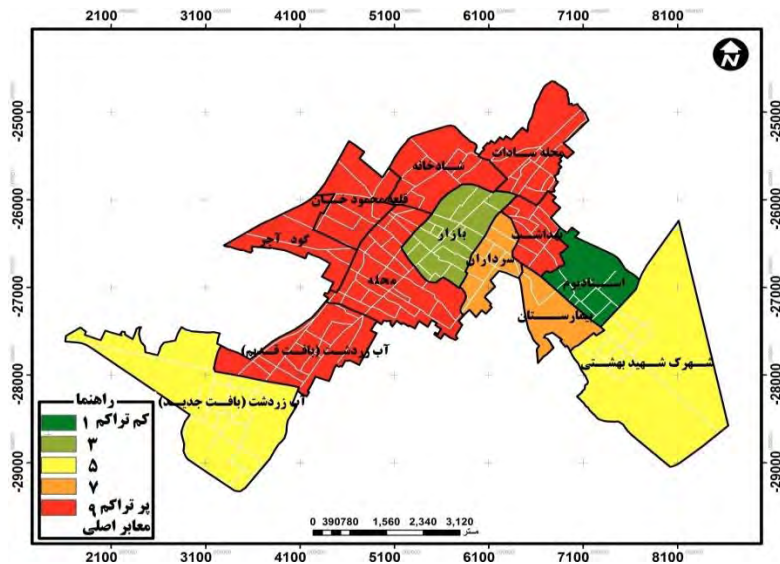 2100 3100 4100 5100 6100 7100 8100
N
-25000 -25000
محله سادات
شادخانه
-26000 -26000
قلعه محمود خان
بازار
بهداشت
گود آجر
سرداران
استادیوم
محله
-27000 -27000
بیمارستان
آب زردشت (بافت قدیم)
شهرک شهید بهشتی
-28000 -28000
آب زردشت (بافت جدید)
راهنما
کم تراکم ۱
۳
۵
۷
پر تراکم ۹
معابر اصلی
-29000 -29000
0 390780 1,560 2,340 3,120 متر
2100 3100 4100 5100 6100 7100 8100